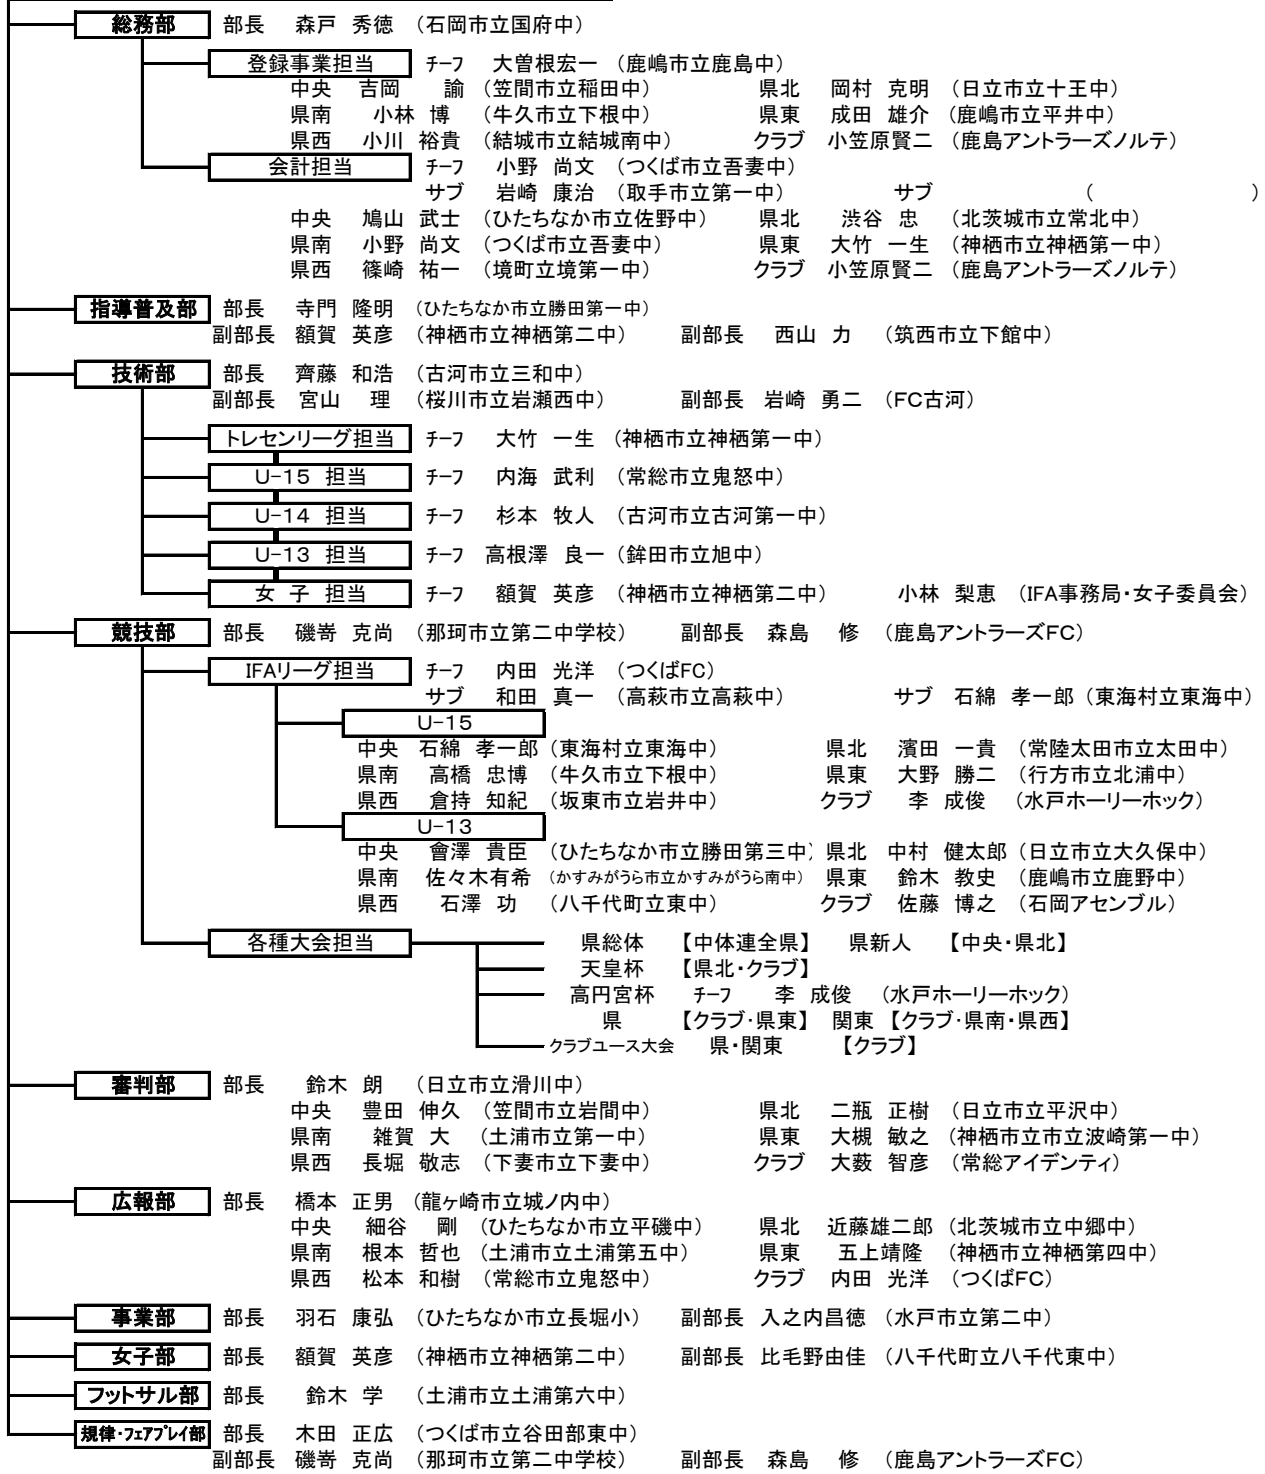 総務部 部長 森戸 秀徳 (石岡市立国府中)
登録事業担当 ﾁｰﾌ 大曽根宏一 (鹿嶋市立鹿島中)
中央 吉岡 諭 (笠間市立稲田中) 県北 岡村 克明 (日立市立十王中)
県南 小林 博 (牛久市立下根中) 県東 成田 雄介 (鹿嶋市立平井中)
県西 小川 裕貴 (結城市立結城南中) クラブ 小笠原賢二 (鹿島アントラーズノルテ)
会計担当 ﾁｰﾌ 小野 尚文 (つくば市立吾妻中)
サブ 岩崎 康治 (取手市立第一中) サブ ( )
中央 鳩山 武士 (ひたちなか市立佐野中) 県北 渋谷 忠 (北茨城市立常北中)
県南 小野 尚文 (つくば市立吾妻中) 県東 大竹 一生 (神栖市立神栖第一中)
県西 篠崎 祐一 (境町立境第一中) クラブ 小笠原賢二 (鹿島アントラーズノルテ)
指導普及部 部長 寺門 隆明 (ひたちなか市立勝田第一中)
副部長 額賀 英彦 (神栖市立神栖第二中) 副部長 西山 力 (筑西市立下館中)
技術部 部長 齊藤 和浩 (古河市立三和中)
副部長 宮山 理 (桜川市立岩瀬西中) 副部長 岩崎 勇二 (FC古河)
トレセンリーグ担当 ﾁｰﾌ 大竹 一生 (神栖市立神栖第一中)
U-15 担当 ﾁｰﾌ 内海 武利 (常総市立鬼怒中)
U-14 担当 ﾁｰﾌ 杉本 牧人 (古河市立古河第一中)
U-13 担当 ﾁｰﾌ 高根澤 良一 (鉾田市立旭中)
女 子 担当 ﾁｰﾌ 額賀 英彦 (神栖市立神栖第二中) 小林 梨恵 (IFA事務局・女子委員会)
競技部 部長 磯嵜 克尚 (那珂市立第二中学校) 副部長 森島 修 (鹿島アントラーズFC)
IFAリーグ担当 ﾁｰﾌ 内田 光洋 (つくばFC)
サブ 和田 真一 (高萩市立高萩中) サブ 石綿 孝一郎 (東海村立東海中)
U-15
中央 石綿 孝一郎 (東海村立東海中) 県北 濱田 一貴 (常陸太田市立太田中)
県南 高橋 忠博 (牛久市立下根中) 県東 大野 勝二 (行方市立北浦中)
県西 倉持 知紀 (坂東市立岩井中) クラブ 李 成俊 (水戸ホーリーホック)
U-13
中央 會澤 貴臣 (ひたちなか市立勝田第三中) 県北 中村 健太郎 (日立市立大久保中)
県南 佐々木有希 (かすみがうら市立かすみがうら南中) 県東 鈴木 教史 (鹿嶋市立鹿野中)
県西 石澤 功 (八千代町立東中) クラブ 佐藤 博之 (石岡アセンブル)
各種大会担当 県総体 【中体連全県】 県新人 【中央・県北】
天皇杯 【県北・クラブ】
高円宮杯 ﾁｰﾌ 李 成俊 (水戸ホーリーホック)
県 【クラブ・県東】 関東 【クラブ・県南・県西】
クラブユース大会 県・関東 【クラブ】
審判部 部長 鈴木 朗 (日立市立滑川中)
中央 豊田 伸久 (笠間市立岩間中) 県北 二瓶 正樹 (日立市立平沢中)
県南 雑賀 大 (土浦市立第一中) 県東 大槻 敏之 (神栖市立市立波崎第一中)
県西 長堀 敬志 (下妻市立下妻中) クラブ 大薮 智彦 (常総アイデンティ)
広報部 部長 橋本 正男 (龍ヶ崎市立城ノ内中)
中央 細谷 剛 (ひたちなか市立平磯中) 県北 近藤雄二郎 (北茨城市立中郷中)
県南 根本 哲也 (土浦市立土浦第五中) 県東 五上靖隆 (神栖市立神栖第四中)
県西 松本 和樹 (常総市立鬼怒中) クラブ 内田 光洋 (つくばFC)
事業部 部長 羽石 康弘 (ひたちなか市立長堀小) 副部長 入之内昌徳 (水戸市立第二中)
女子部 部長 額賀 英彦 (神栖市立神栖第二中) 副部長 比毛野由佳 (八千代町立八千代東中)
フットサル部 部長 鈴木 学 (土浦市立土浦第六中)
規律・ﾌｪｱﾌﾟﾚｲ部 部長 木田 正広 (つくば市立谷田部東中)
副部長 磯嵜 克尚 (那珂市立第二中学校) 副部長 森島 修 (鹿島アントラーズFC)